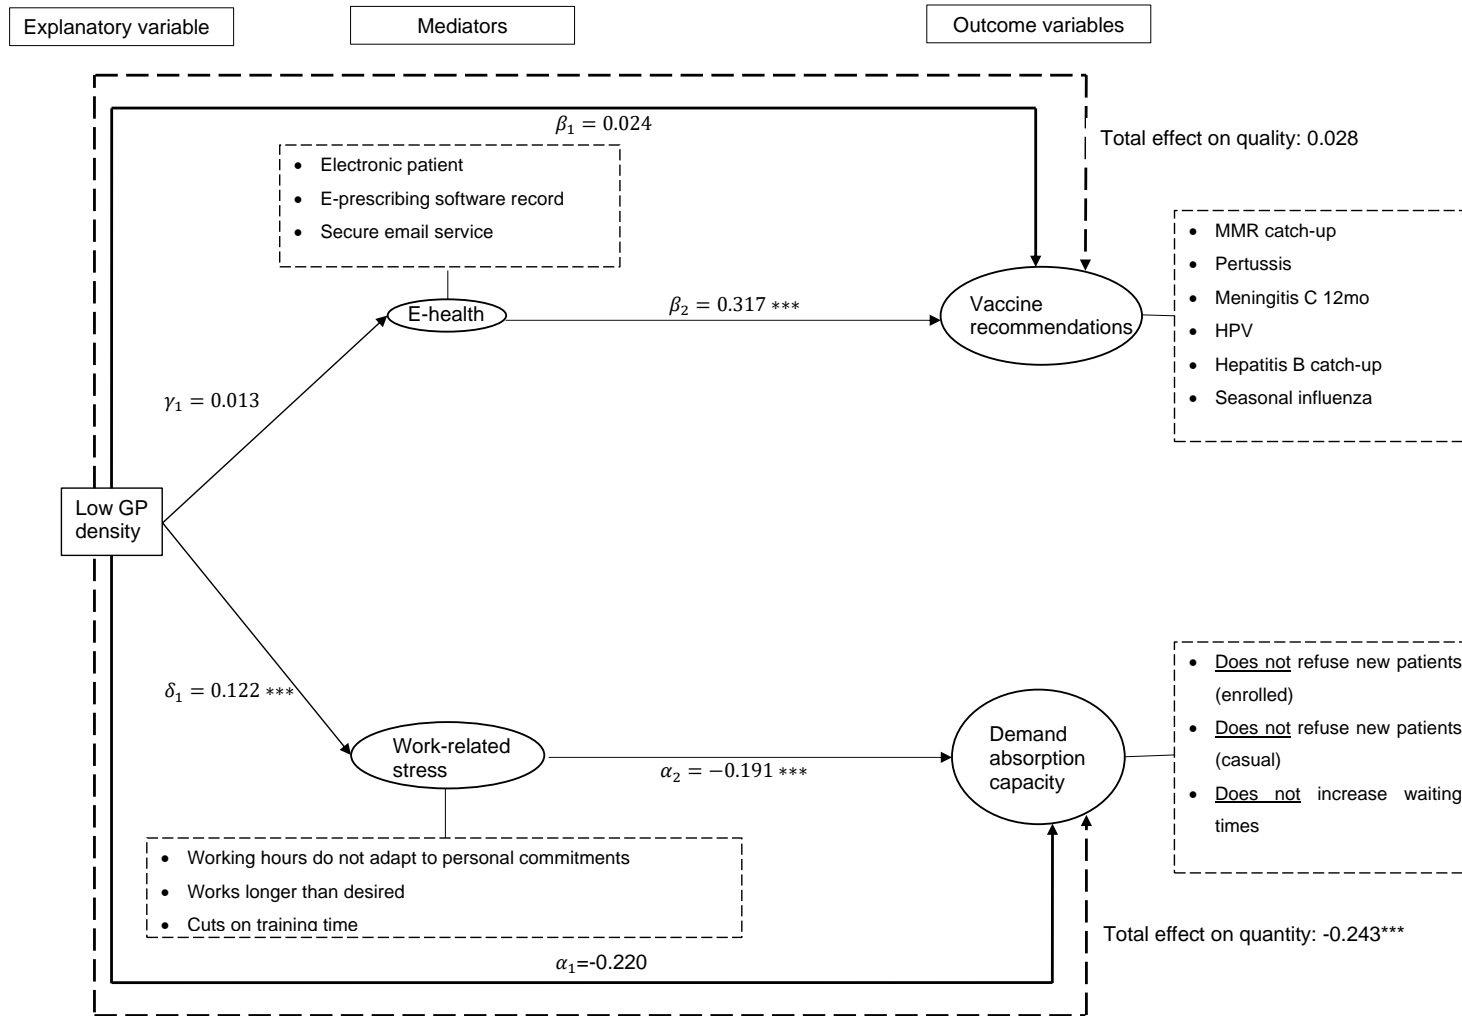 Explanatory variable
Mediators
Outcome variables
β₁ = 0.024
Total effect on quality: 0.028
• Electronic patient
• E-prescribing software record
• Secure email service
• MMR catch-up
• Pertussis
• Meningitis C 12mo
• HPV
• Hepatitis B catch-up
• Seasonal influenza
E-health
β₂ = 0.317 ***
Vaccine
recommendations
γ₁ = 0.013
Low GP
density
δ₁ = 0.122 ***
Work-related
stress
α₂ = −0.191 ***
Demand
absorption
capacity
• Does not refuse new patients
(enrolled)
• Does not refuse new patients
(casual)
• Does not increase waiting
times
• Working hours do not adapt to personal commitments
• Works longer than desired
• Cuts on training time
Total effect on quantity: -0.243***
α₁=-0.220